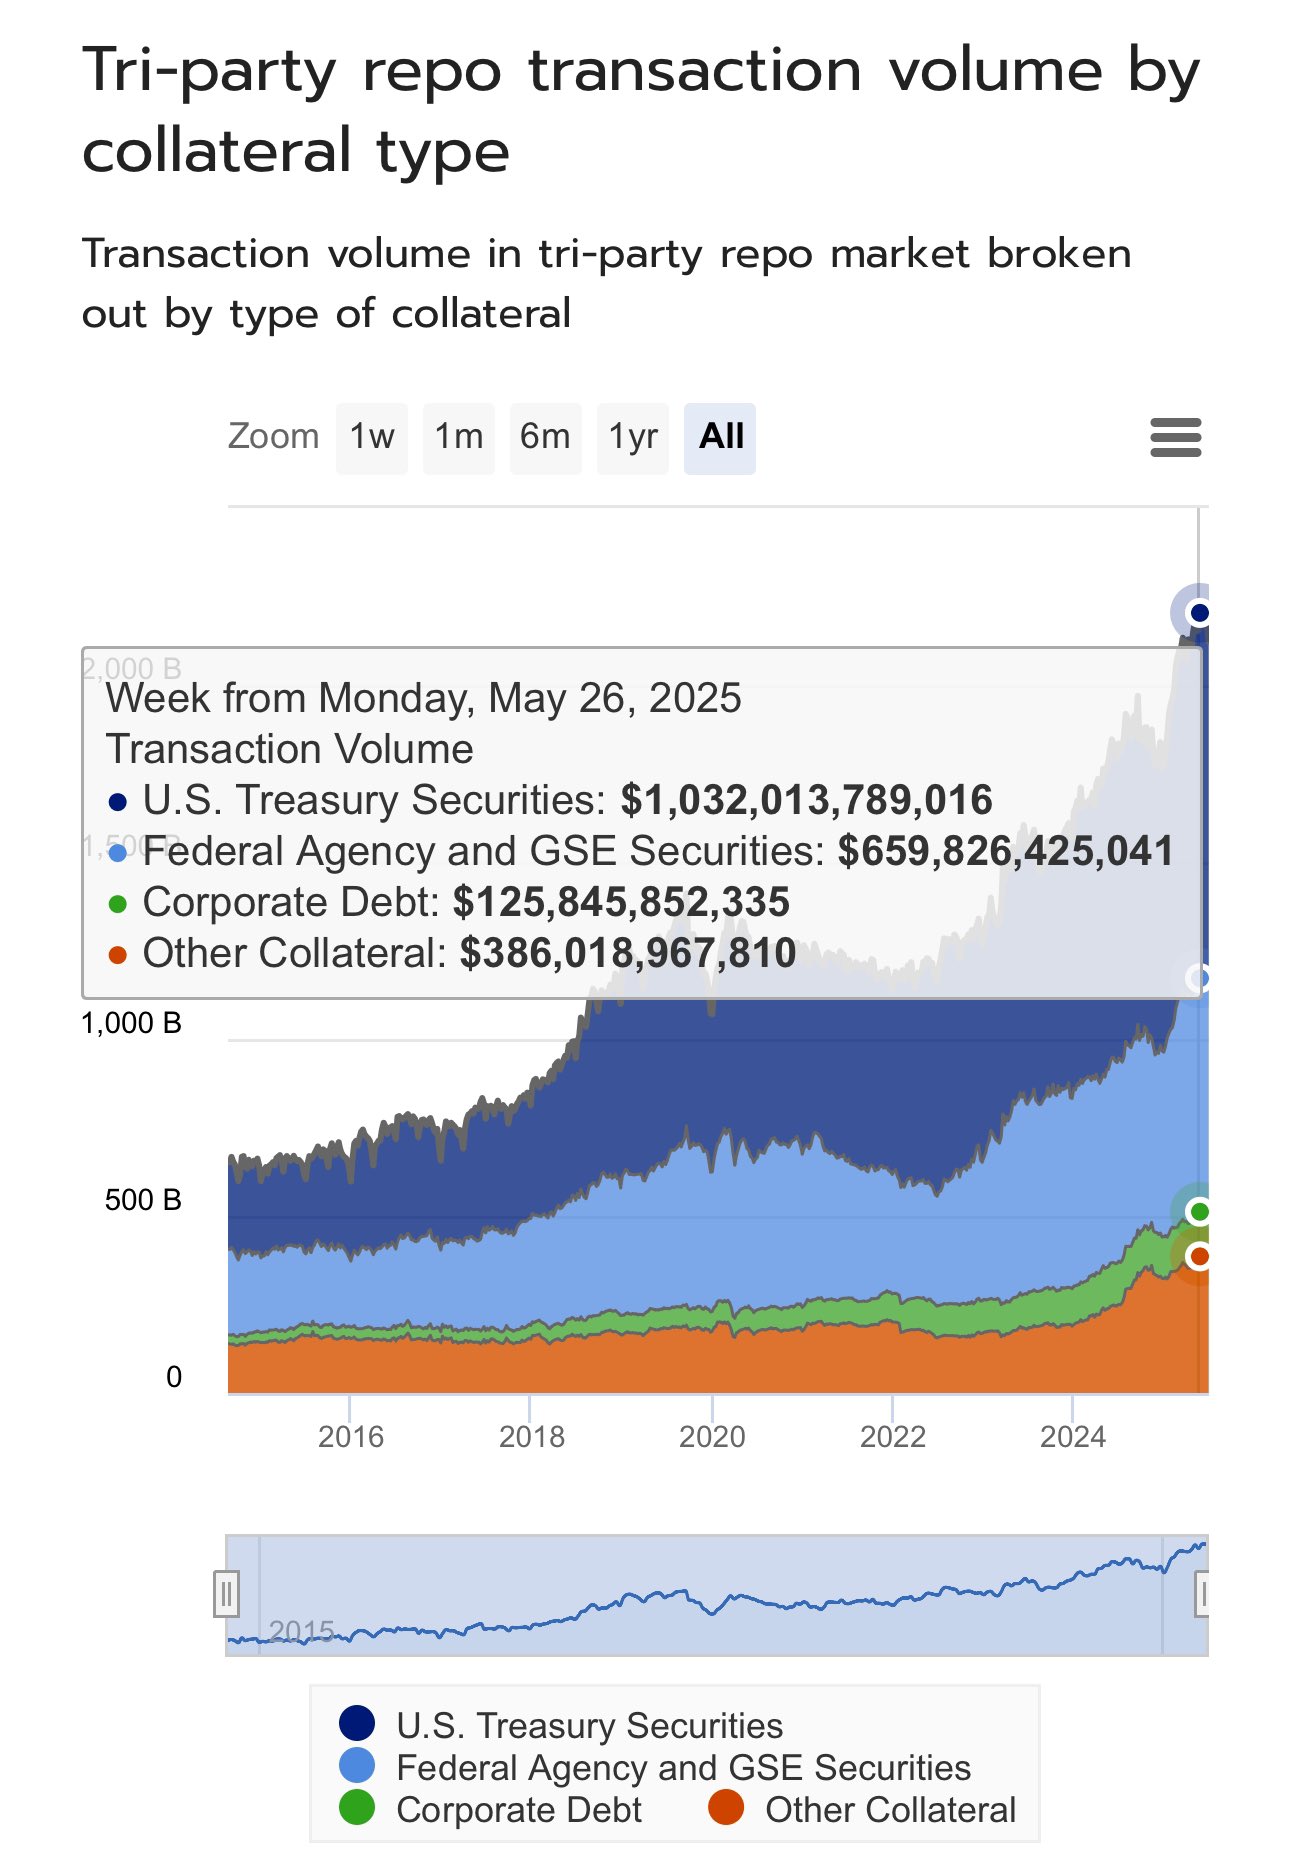 Tri-party repo transaction volume by
collateral type
Transaction volume in tri-party repo market broken
out by type of collateral
Zoom 1w 1m 6m 1yr All
2,000 B
Week from Monday, May 26, 2025
Transaction Volume
● U.S. Treasury Securities: $1,032,013,789,016
1,500 B
● Federal Agency and GSE Securities: $659,826,425,041
● Corporate Debt: $125,845,852,335
● Other Collateral: $386,018,967,810
1,000 B
500 B
0
2016 2018 2020 2022 2024
2015
U.S. Treasury Securities
Federal Agency and GSE Securities
Corporate Debt Other Collateral